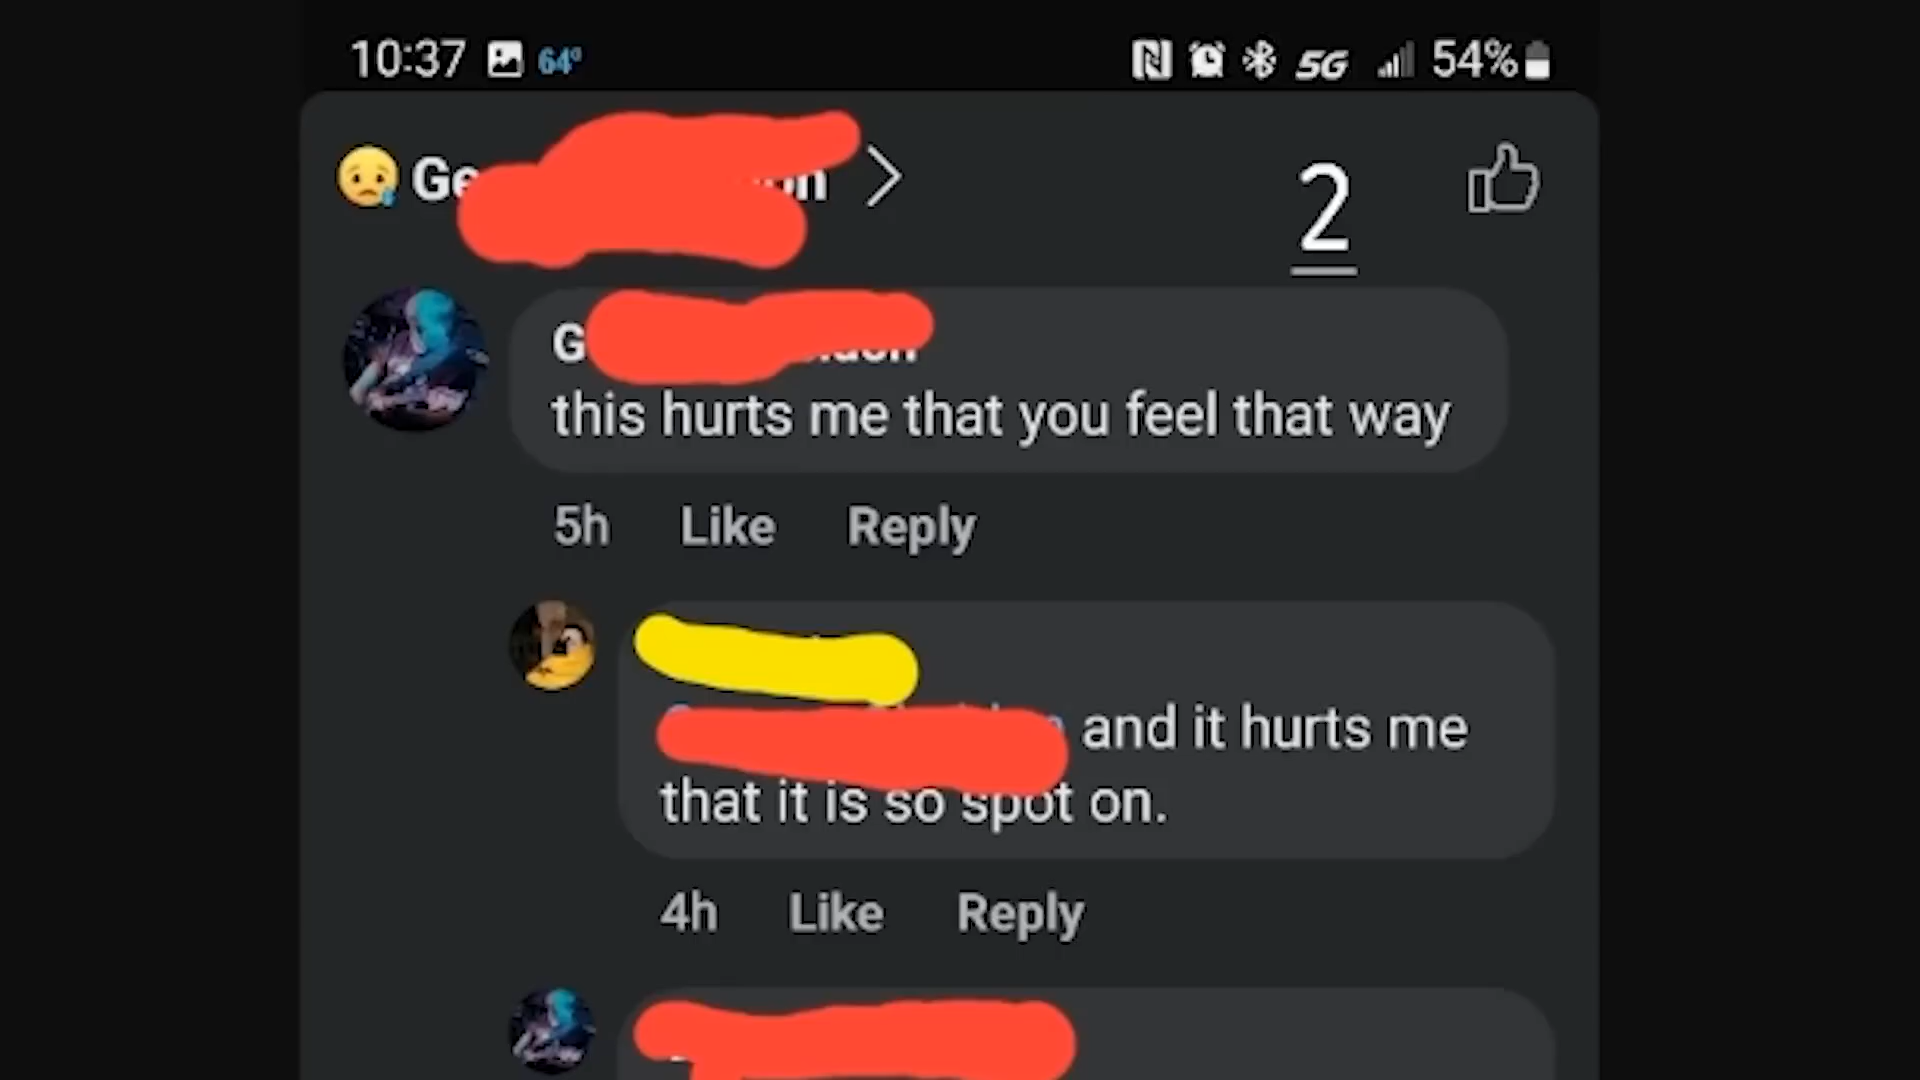 10:37 64° 5G 54%
2
this hurts me that you feel that way
5h Like Reply
and it hurts me
that it is so spot on.
4h Like Reply